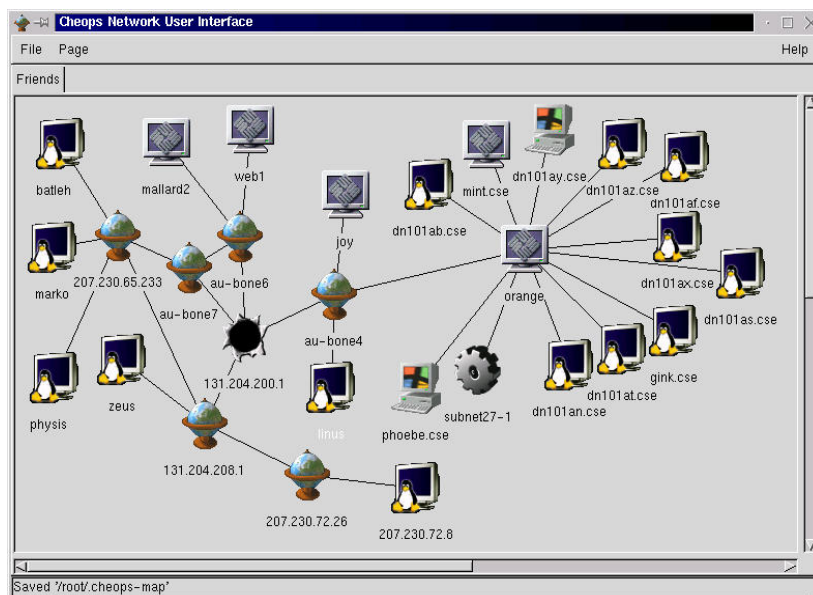 Cheops Network User Interface
File Page Help
Friends
batleh
mallard2
web1
joy
mint.cse
dn101ay.cse
dn101az.cse
dn101af.cse
dn101ab.cse
marko
207.230.65.233
au-bone6
au-bone7
orange
dn101ax.cse
dn101as.cse
au-bone4
131.204.200.1
physis
zeus
linus
phoebe.cse
subnet27-1
dn101an.cse
dn101at.cse
gink.cse
131.204.208.1
207.230.72.26
207.230.72.8
Saved '/root/.cheops-map'